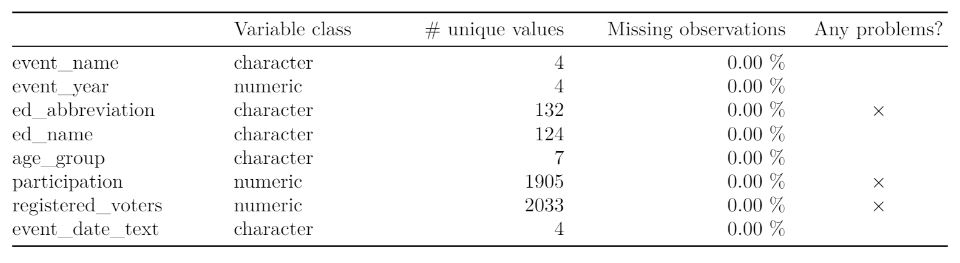 Variable class # unique values Missing observations Any problems?
event_name character 4 0.00 %
event_year numeric 4 0.00 %
ed_abbreviation character 132 0.00 % ×
ed_name character 124 0.00 %
age_group character 7 0.00 %
participation numeric 1905 0.00 % ×
registered_voters numeric 2033 0.00 % ×
event_date_text character 4 0.00 %